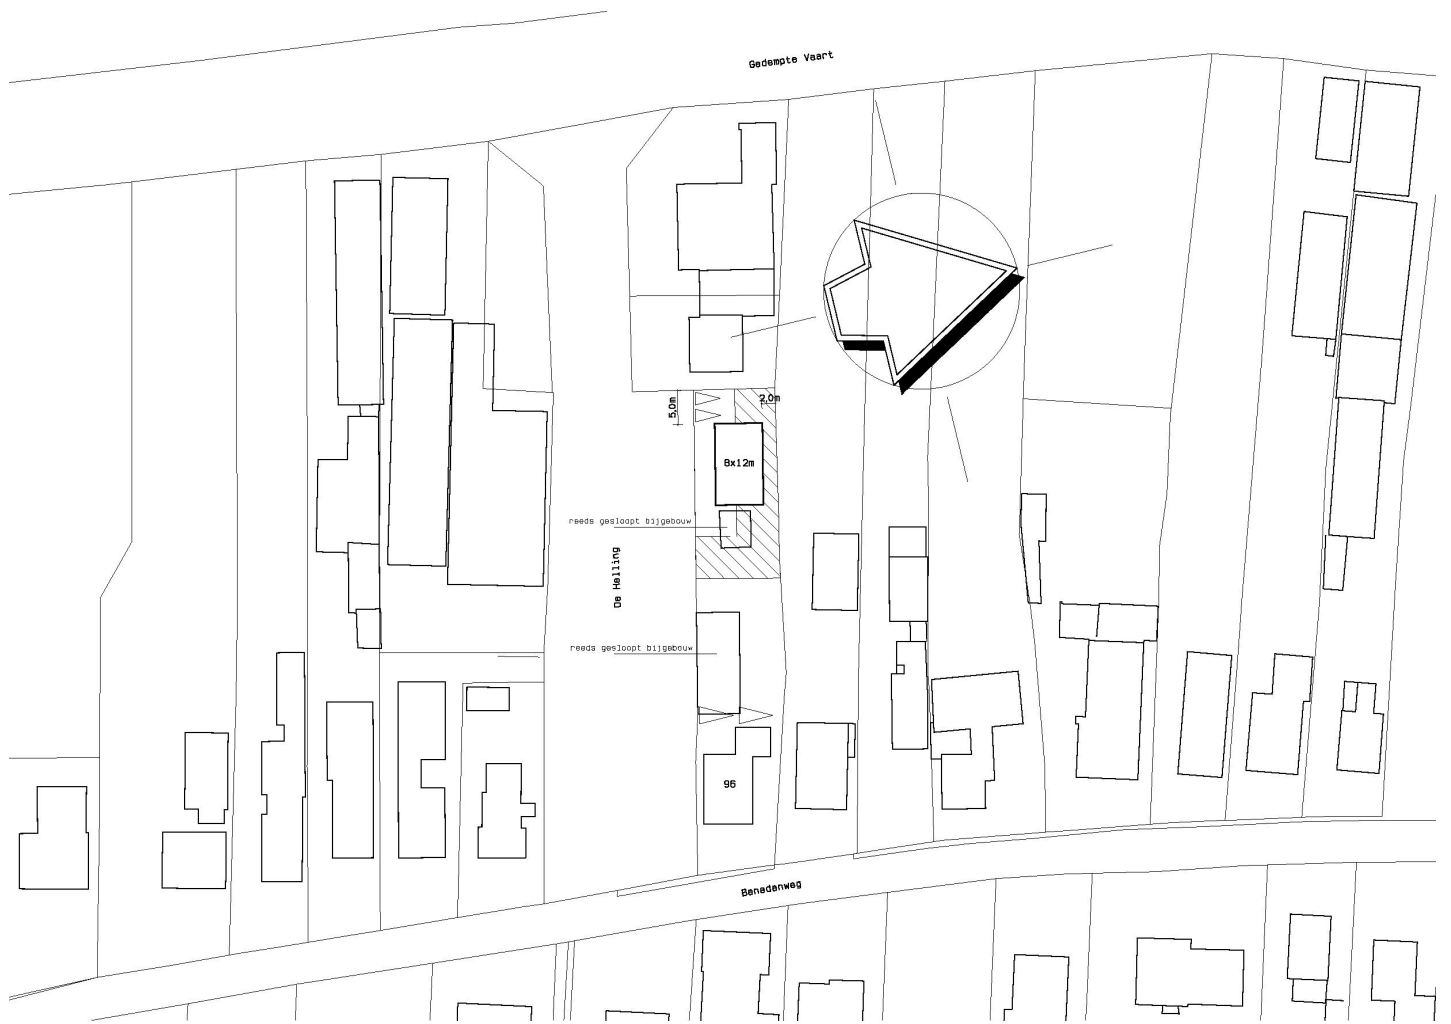 Gedempte Vaart
5,0m
2,0m
8x12m
reeds gesloopt bijgebouw
De Helling
reeds gesloopt bijgebouw
96
Benedenweg